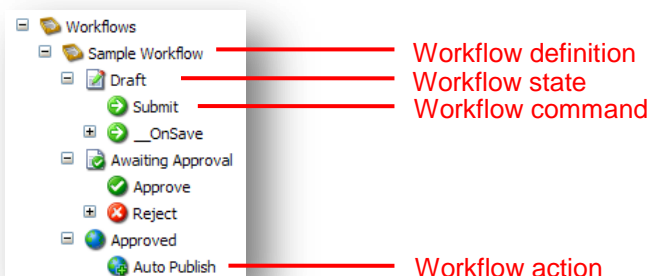 Workflows
Sample Workflow
Workflow definition
Draft
Workflow state
Submit
Workflow command
__OnSave
Awaiting Approval
Approve
Reject
Approved
Auto Publish
Workflow action